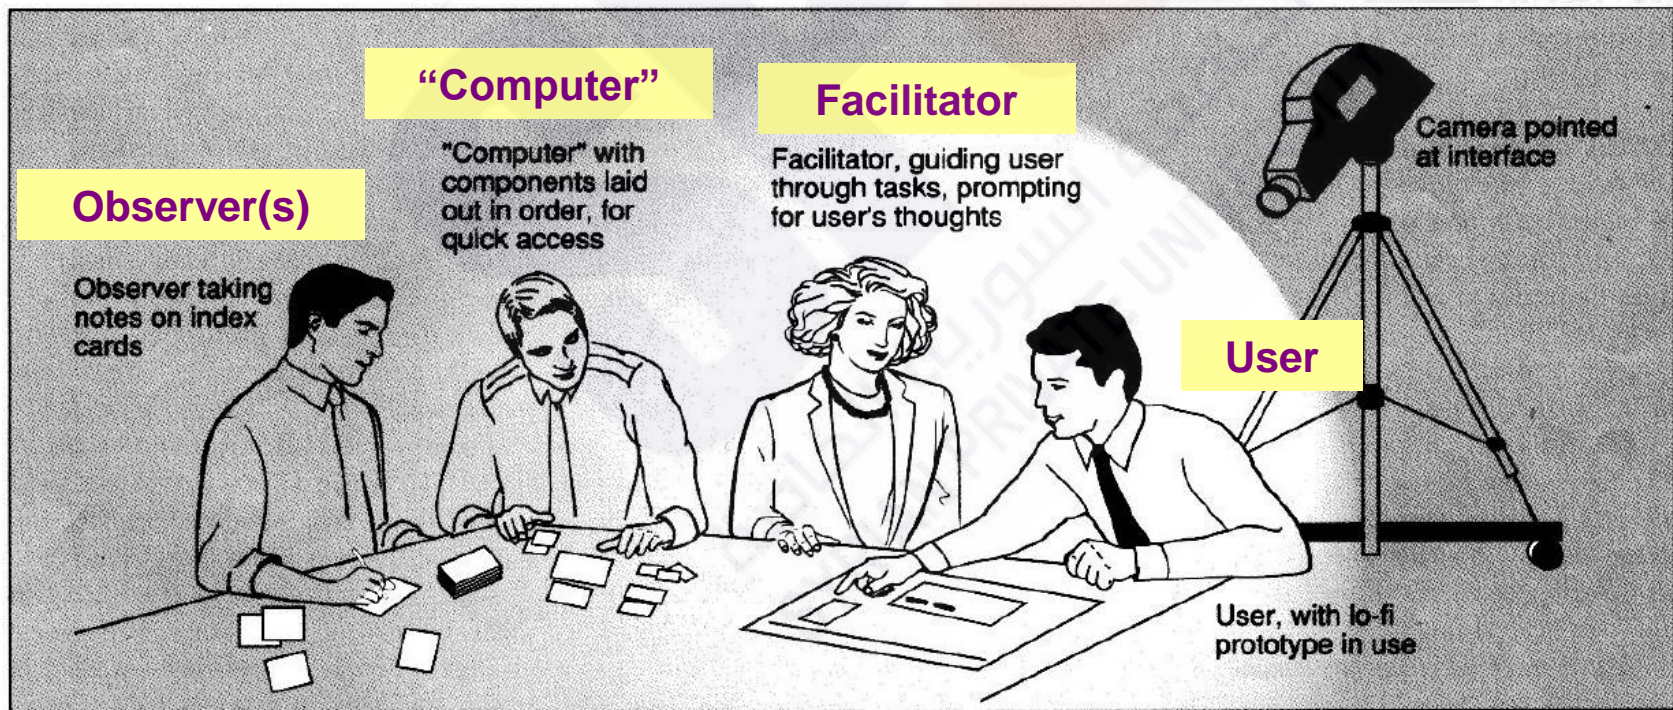 “Computer”
Facilitator
Observer(s)
User
"Computer" with
components laid
out in order, for
quick access
Facilitator, guiding user
through tasks, prompting
for user's thoughts
Camera pointed
at interface
Observer taking
notes on index
cards
User, with lo-fi
prototype in use